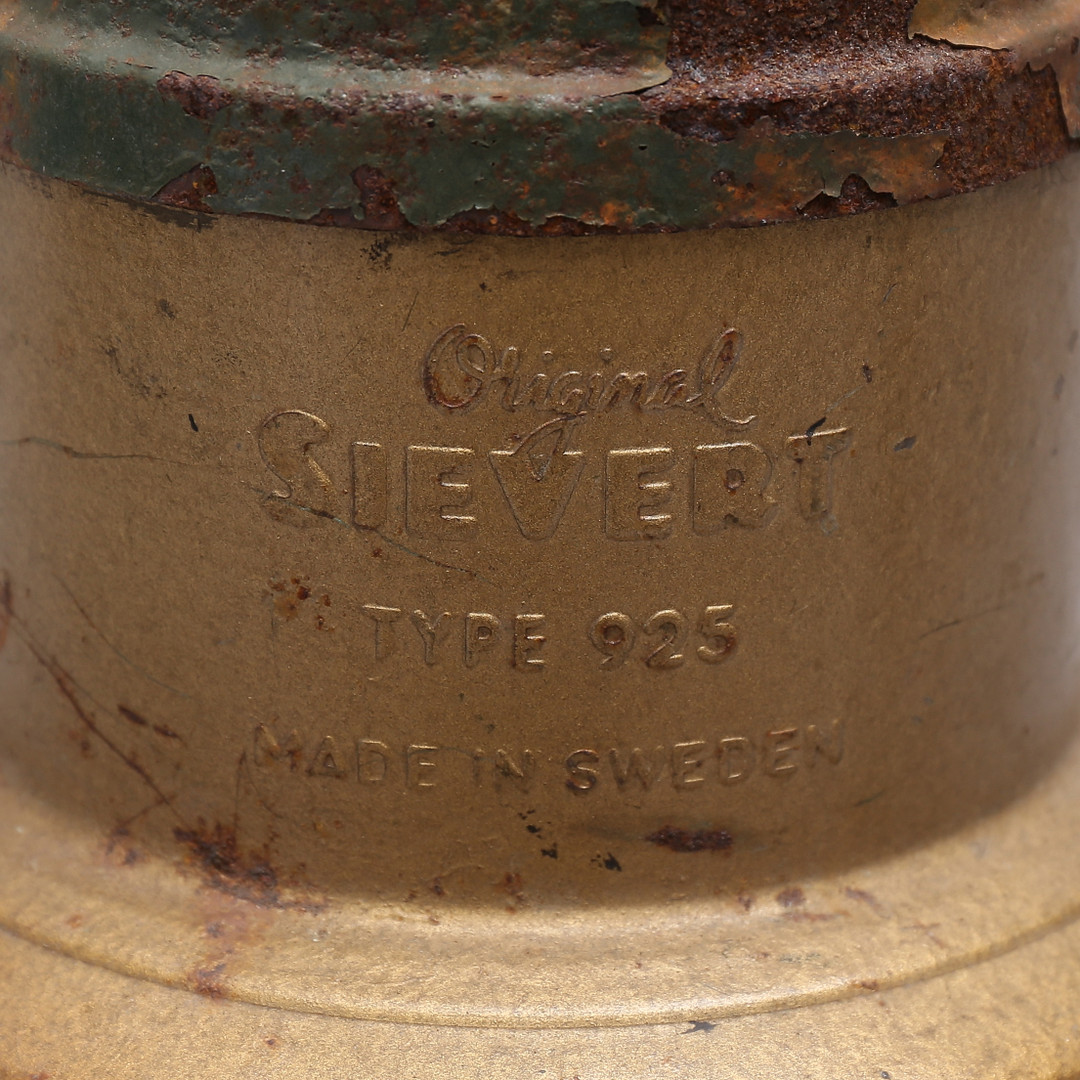 Original
SIEVERT
TYPE 925
MADE IN SWEDEN